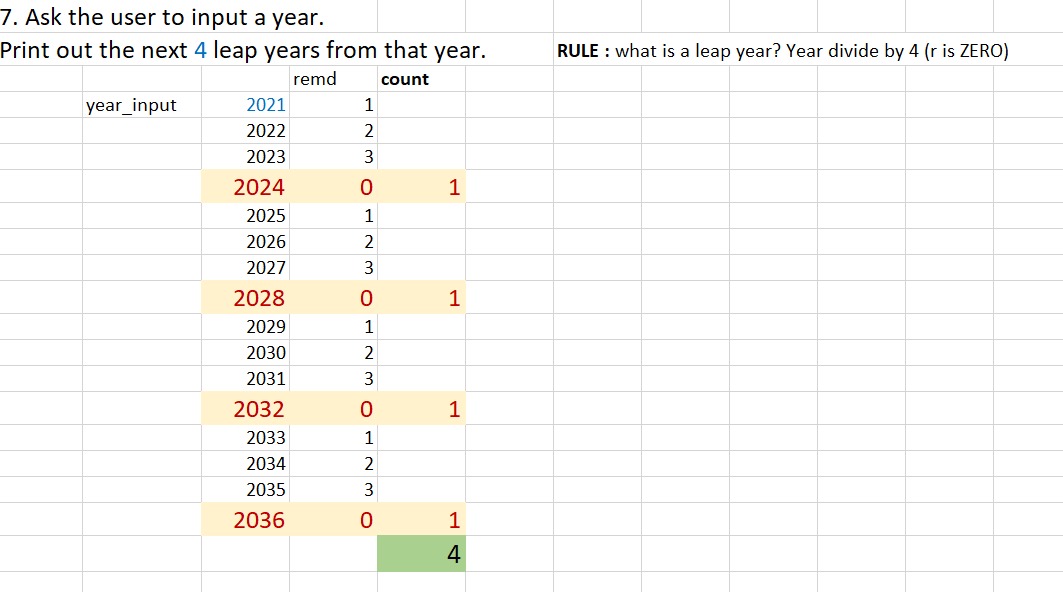 7. Ask the user to input a year.
Print out the next 4 leap years from that year. RULE : what is a leap year? Year divide by 4 (r is ZERO)
remd count
year_input 2021 1
2022 2
2023 3
2024 0 1
2025 1
2026 2
2027 3
2028 0 1
2029 1
2030 2
2031 3
2032 0 1
2033 1
2034 2
2035 3
2036 0 1
4